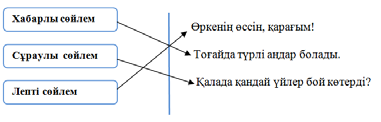 Хабарлы сөйлем
Сұраулы сөйлем
Лепті сөйлем
Өркенің өссін, қарағым!
Тоғайда түрлі аңдар болады.
Қалада қандай үйлер бой көтерді?